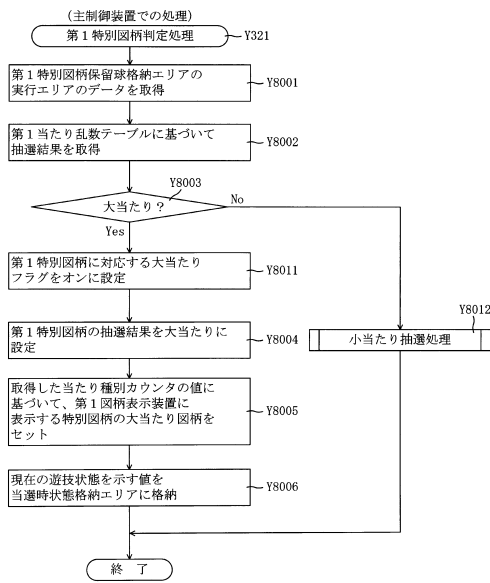 (主制御装置での処理)
第１特別図柄判定処理
Y321
第１特別図柄保留球格納エリアの
実行エリアのデータを取得
Y8001
第１当たり乱数テーブルに基づいて
抽選結果を取得
Y8002
Y8003
大当たり？
No
Yes
第１特別図柄に対応する大当たり
フラグをオンに設定
Y8011
Y8012
第１特別図柄の抽選結果を大当たりに
設定
Y8004
小当たり抽選処理
取得した当たり種別カウンタの値に
基づいて、第１図柄表示装置に
表示する特別図柄の大当たり図柄を
セット
Y8005
現在の遊技状態を示す値を
当選時状態格納エリアに格納
Y8006
終　了